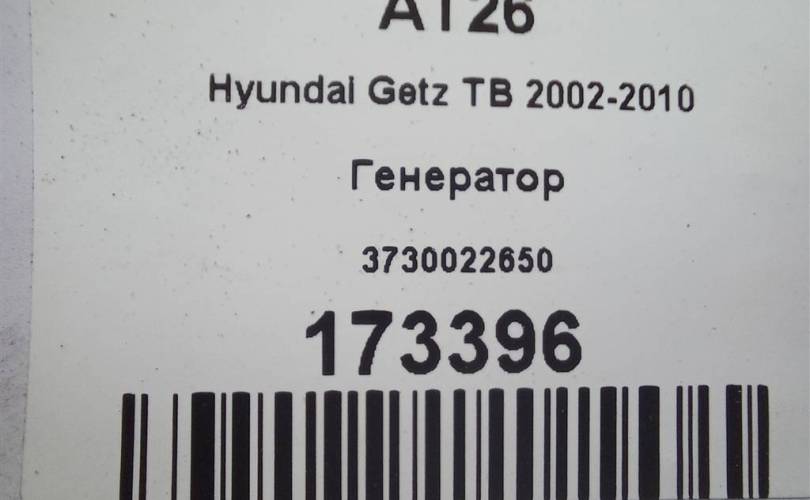 AT26
Hyundai Getz TB 2002-2010
Генератор
3730022650
173396